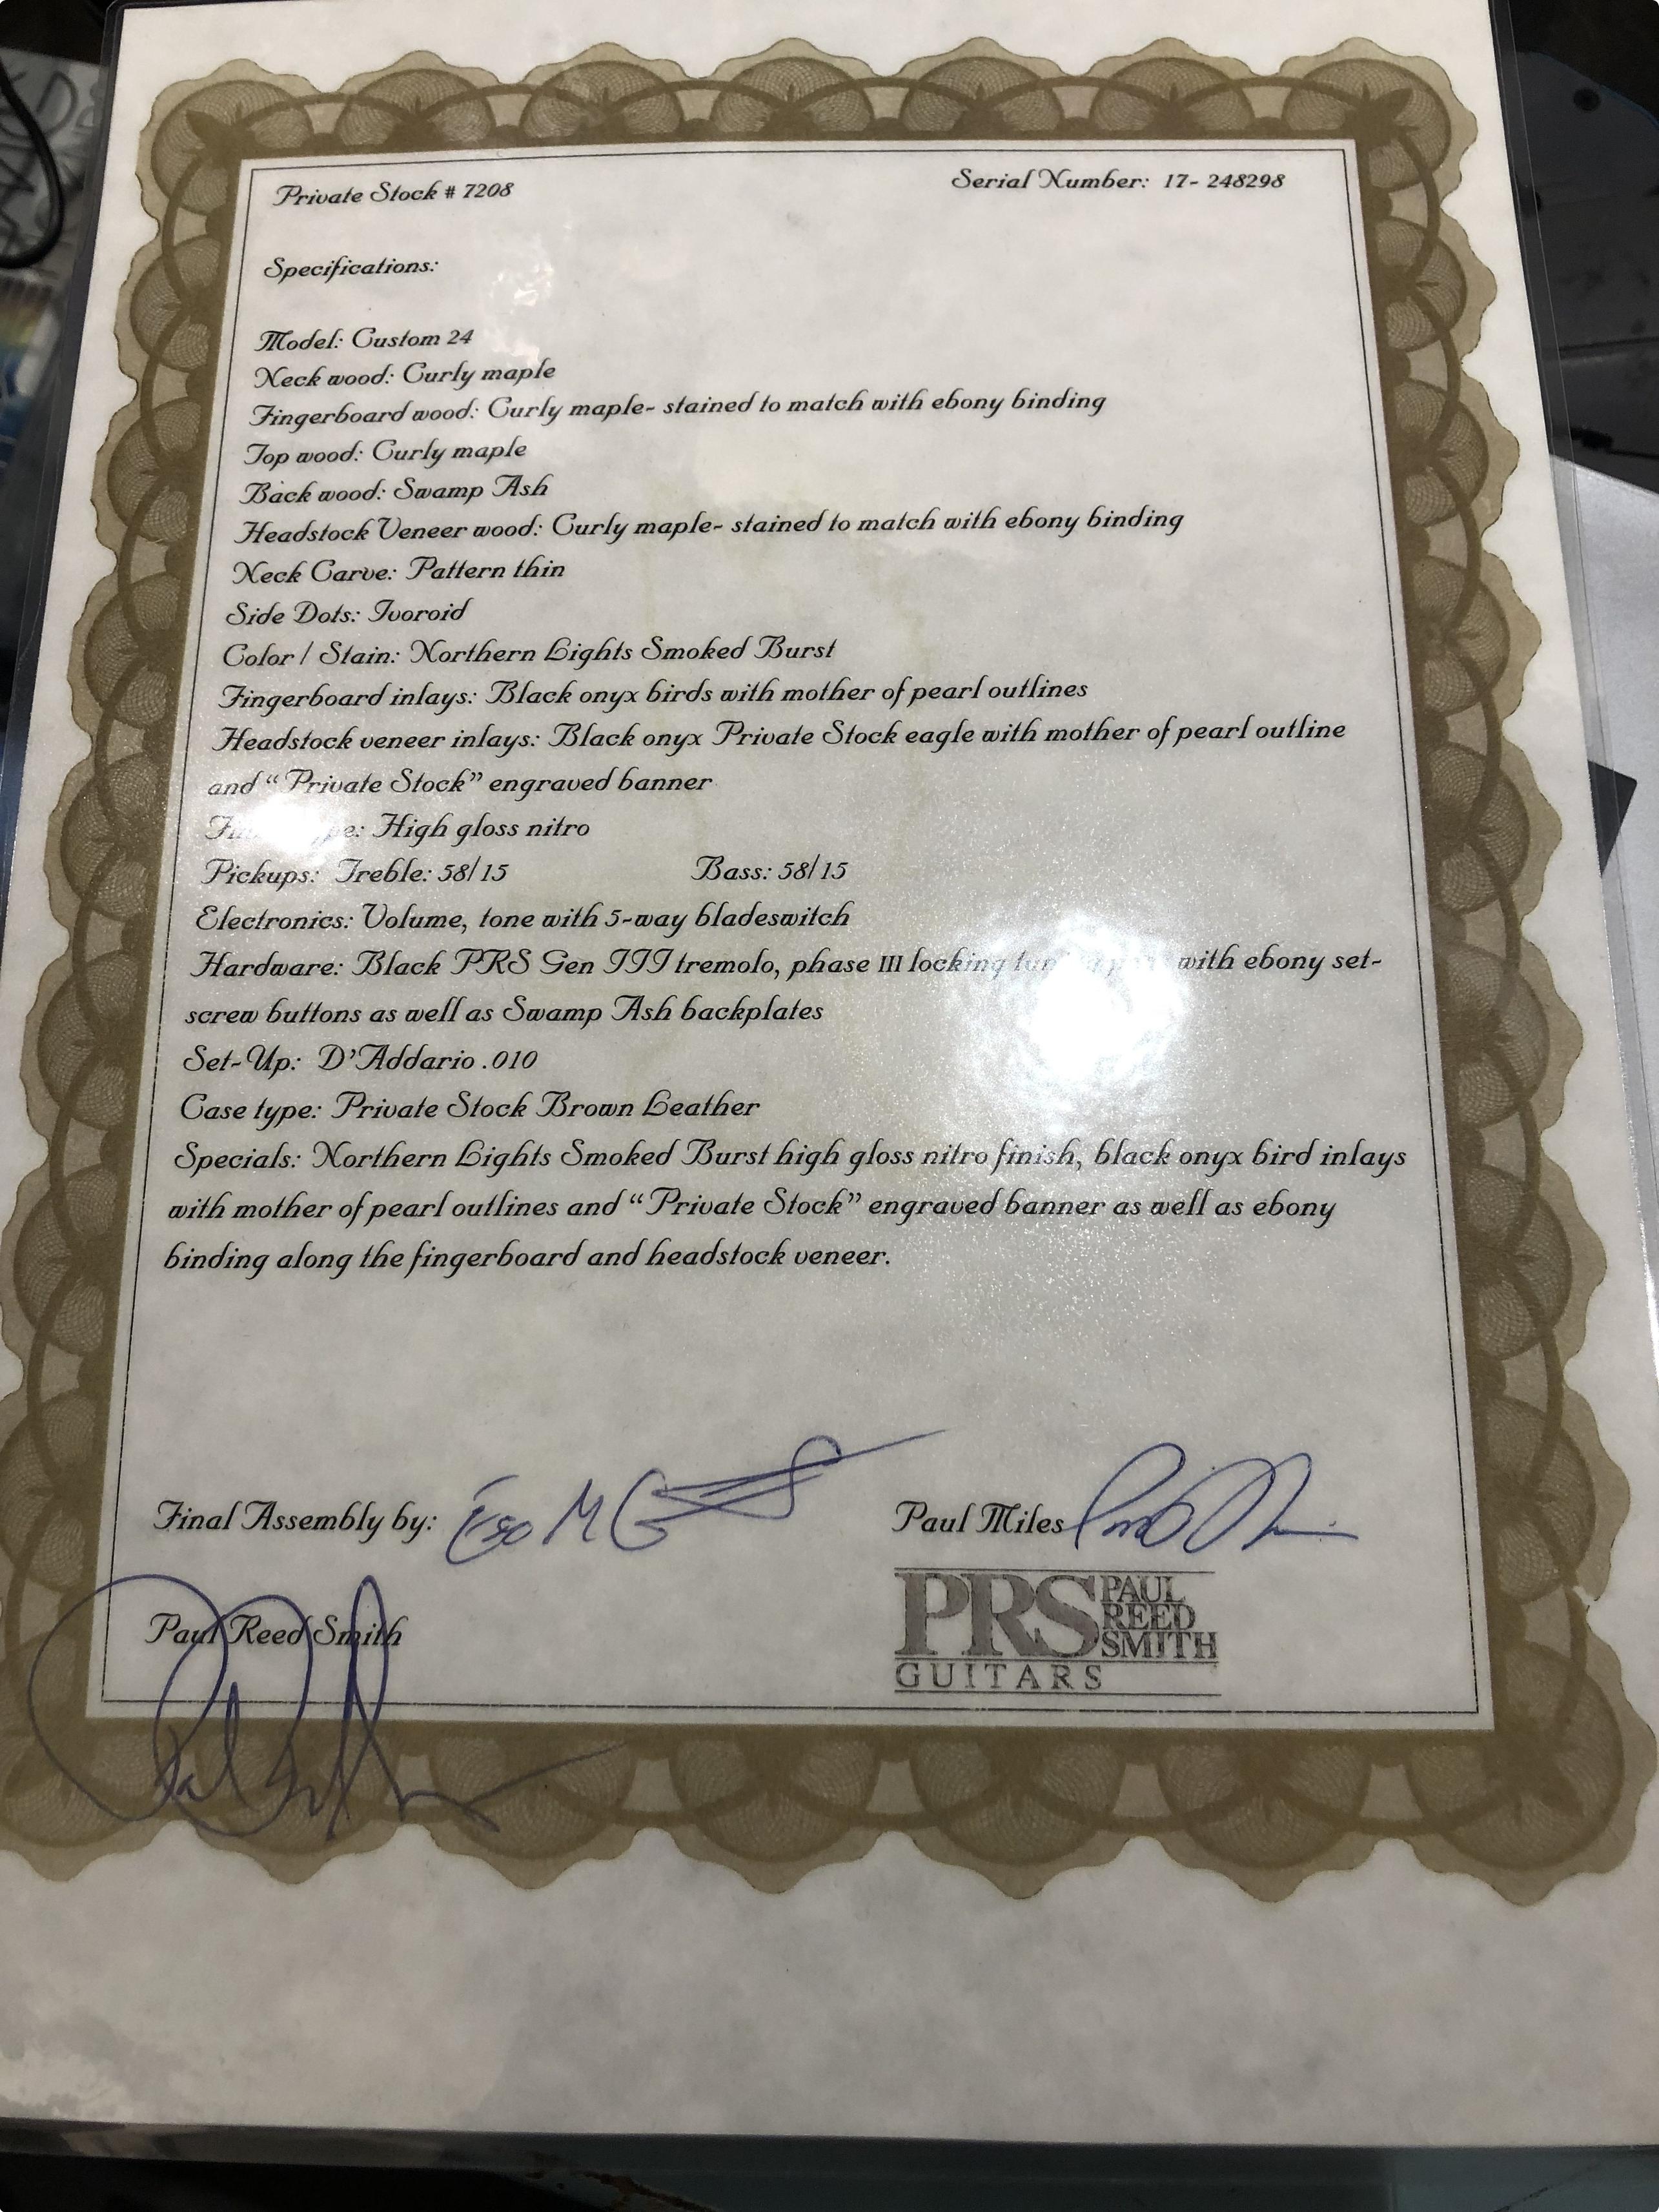 Private Stock # 7208
Serial Number: 17- 248298
Specifications:
Model: Custom 24
Neck wood: Curly maple
Fingerboard wood: Curly maple- stained to match with ebony binding
Top wood: Curly maple
Back wood: Swamp Ash
Headstock Veneer wood: Curly maple- stained to match with ebony binding
Neck Carve: Pattern thin
Side Dots: Ivoroid
Color / Stain: Northern Lights Smoked Burst
Fingerboard inlays: Black onyx birds with mother of pearl outlines
Headstock veneer inlays: Black onyx Private Stock eagle with mother of pearl outline
and “Private Stock” engraved banner
High gloss nitro
Pickups: Treble: 58/15 Bass: 58/15
Electronics: Volume, tone with 5-way bladeswitch
Hardware: Black PRS Gen III tremolo, phase III locking with ebony set-
screw buttons as well as Swamp Ash backplates
Set-Up: D'Addario .010
Case type: Private Stock Brown Leather
Specials: Northern Lights Smoked Burst high gloss nitro finish, black onyx bird inlays
with mother of pearl outlines and “Private Stock” engraved banner as well as ebony
binding along the fingerboard and headstock veneer.
Final Assembly by:
Paul Miles
Paul Reed Smith
PRS PAUL
REED
SMITH
GUITARS